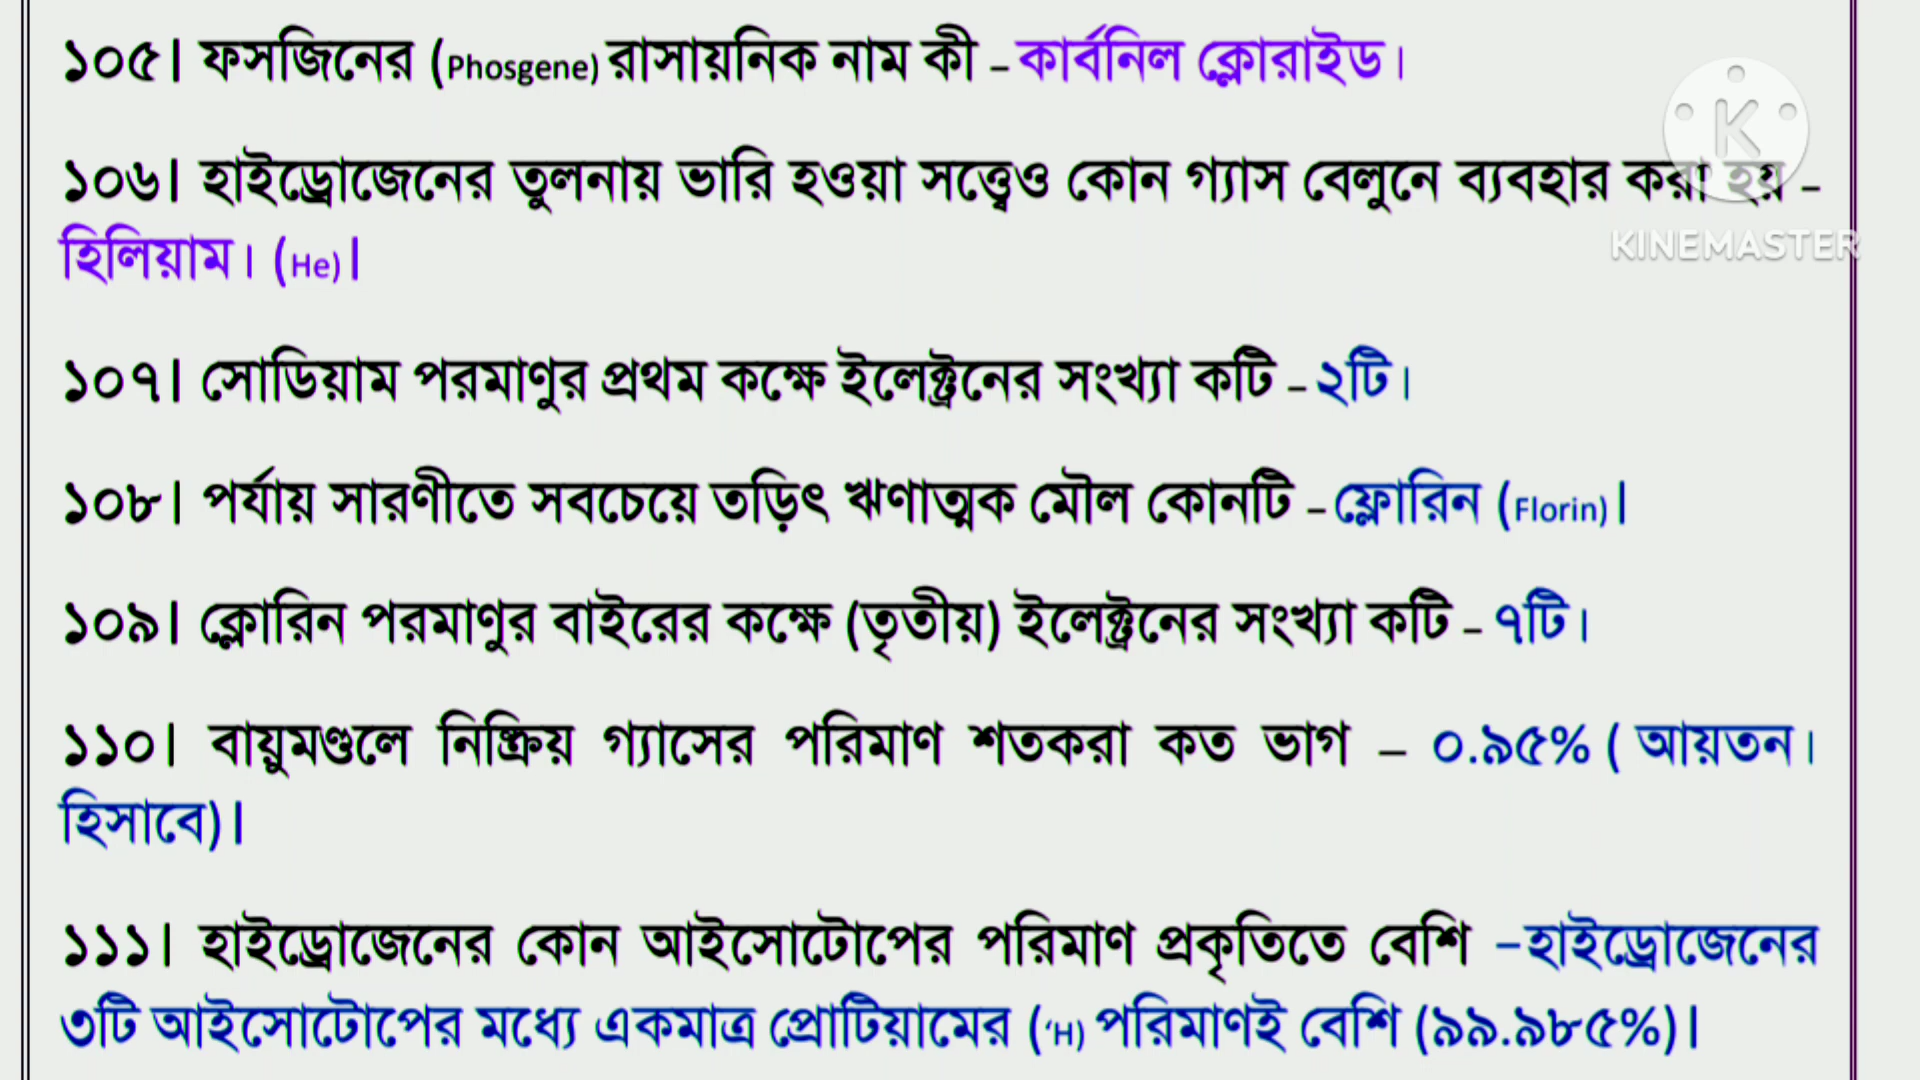 ১০৫। ফসজিনের (Phosgene) রাসায়নিক নাম কী – কার্বনিল ক্লোরাইড।
১০৬। হাইড্রোজেনের তুলনায় ভারি হওয়া সত্ত্বেও কোন গ্যাস বেলুনে ব্যবহার করা হয় –
হিলিয়াম। (He)।
K
KINEMASTER
১০৭। সোডিয়াম পরমাণুর প্রথম কক্ষে ইলেক্ট্রনের সংখ্যা কটি – ২টি।
১০৮। পর্যায় সারণীতে সবচেয়ে তড়িৎ ঋণাত্মক মৌল কোনটি – ফ্লোরিন (Florin)।
১০৯। ক্লোরিন পরমাণুর বাইরের কক্ষে (তৃতীয়) ইলেক্ট্রনের সংখ্যা কটি – ৭টি।
১১০। বায়ুমণ্ডলে নিষ্ক্রিয় গ্যাসের পরিমাণ শতকরা কত ভাগ – ০.৯৫% ( আয়তন।
হিসাবে)।
১১১। হাইড্রোজেনের কোন আইসোটোপের পরিমাণ প্রকৃতিতে বেশি –হাইড্রোজেনের
৩টি আইসোটোপের মধ্যে একমাত্র প্রোটিয়ামের (‘H) পরিমাণই বেশি (৯৯.৯৮৫%)।